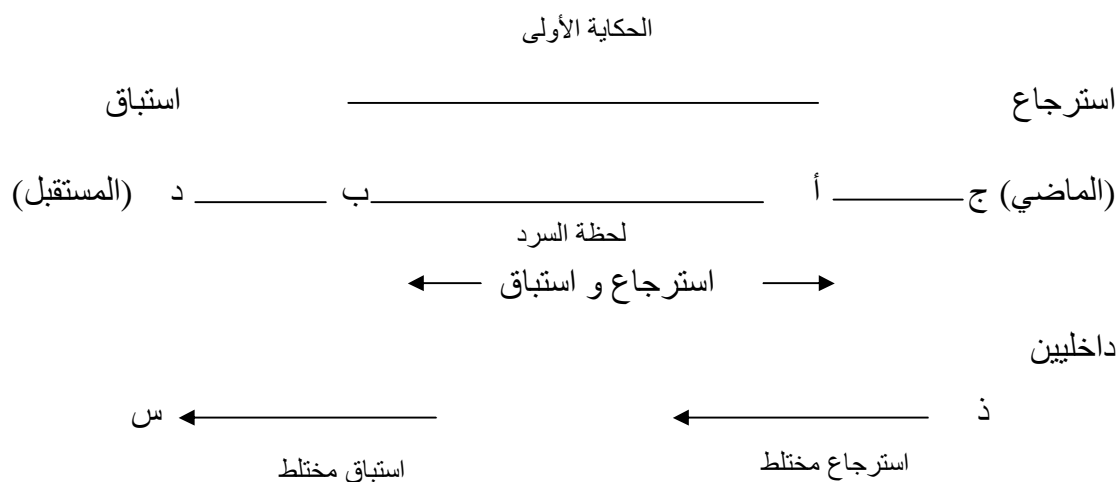 الحكاية الأولى
استرجاع استباق
(الماضي) ج أ ب د (المستقبل)
لحظة السرد
استرجاع و استباق
داخليين
ذ س
استرجاع مختلط استباق مختلط